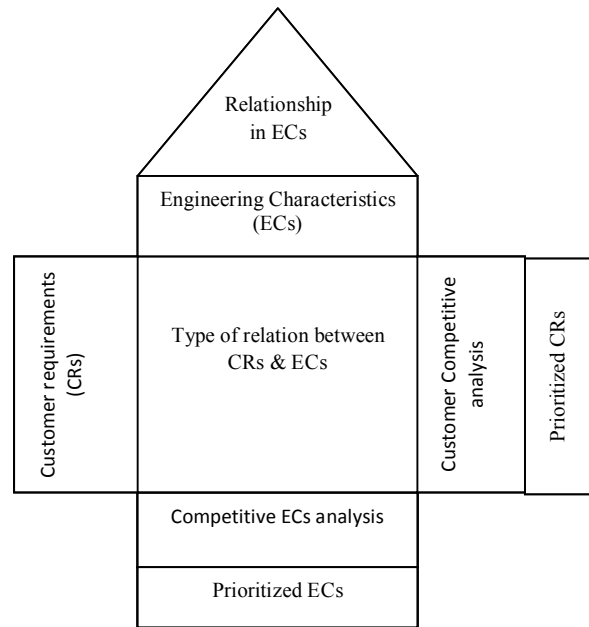 Relationship
in ECs
Engineering Characteristics
(ECs)
Customer requirements
(CRs)
Type of relation between
CRs & ECs
Customer Competitive
analysis
Prioritized CRs
Competitive ECs analysis
Prioritized ECs